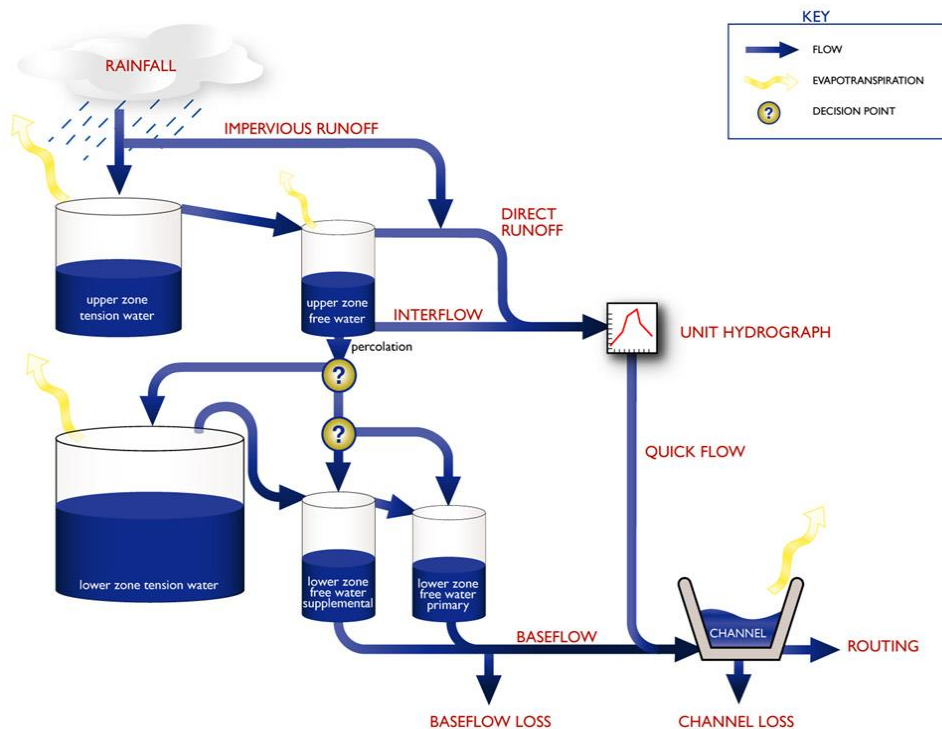 KEY
FLOW
EVAPOTRANSPIRATION
? DECISION POINT
RAINFALL
IMPERVIOUS RUNOFF
DIRECT
RUNOFF
upper zone
tension water
upper zone
free water
INTERFLOW
UNIT HYDROGRAPH
percolation
?
?
QUICK FLOW
lower zone tension water
lower zone
free water
supplemental
lower zone
free water
primary
BASEFLOW
CHANNEL
ROUTING
BASEFLOW LOSS
CHANNEL LOSS